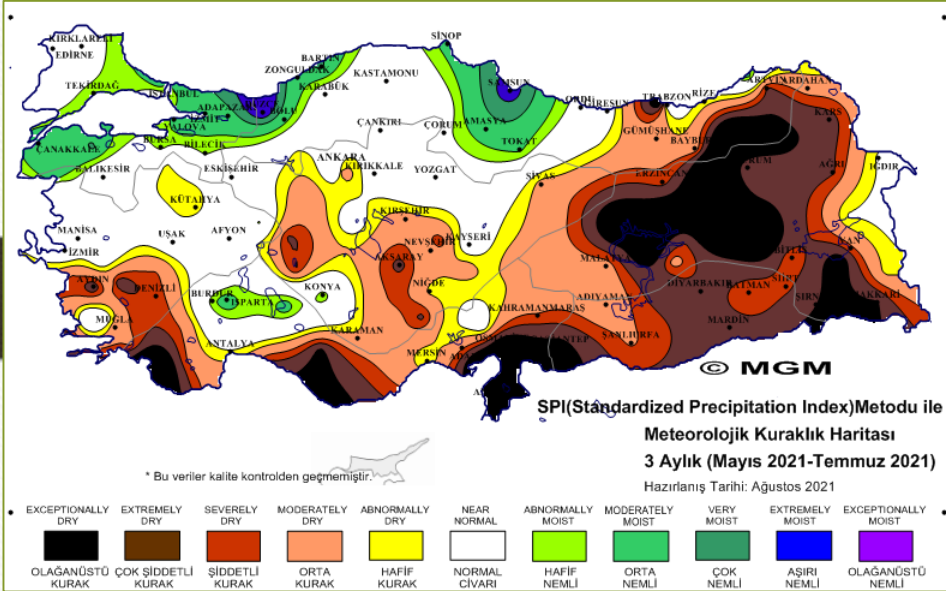 SİNOP
KIRKLARELİ
EDİRNE
BARTIN
ZONGULDAK
KASTAMONU
TEKİRDAĞ
KARABÜK
SAMSUN
ARDAHAN
İSTANBUL
TRABZON
RİZE
ORDU
ADAPAZARI
BOLU
KARS
İZMİT
YALOVA
ÇANKIRI
ÇORUM
AMASYA
GÜMÜŞHANE
BURSA
BİLECİK
TOKAT
ÇANAKKALE
ANKARA
KIRIKKALE
YOZGAT
BALIKESİR
ESKİŞEHİR
SİVAS
ERZİNCAN
AĞRI
IĞDIR
KÜTAHYA
KIRŞEHİR
MANİSA
UŞAK
AFYON
NEVŞEHİR
KAYSERİ
İZMİR
AKSARAY
MALATYA
BİTLİS
AYDIN
DENİZLİ
KONYA
NİĞDE
DİYARBAKIR
BATMAN
SİİRT
BURDUR
ISPARTA
MUĞLA
KAHRAMANMARAŞ
MARDİN
KARAMAN
ŞANLIURFA
ANTALYA
MERSİN
© MGM
SPI(Standardized Precipitation Index)Metodu ile
Meteorolojik Kuraklık Haritası
3 Aylık (Mayıs 2021-Temmuz 2021)
Hazırlanış Tarihi: Ağustos 2021
* Bu veriler kalite kontrolden geçmemiştir.
EXCEPTIONALLY DRY
EXTREMELY DRY
SEVERELY DRY
MODERATELY DRY
ABNORMALLY DRY
NEAR NORMAL
ABNORMALLY MOIST
MODERATELY MOIST
VERY MOIST
EXTREMELY MOIST
EXCEPTIONALLY MOIST
OLAĞANÜSTÜ KURAK
ÇOK ŞİDDETLİ KURAK
ŞİDDETLİ KURAK
ORTA KURAK
HAFİF KURAK
NORMAL CİVARI
HAFİF NEMLİ
ORTA NEMLİ
ÇOK NEMLİ
AŞIRI NEMLİ
OLAĞANÜSTÜ NEMLİ